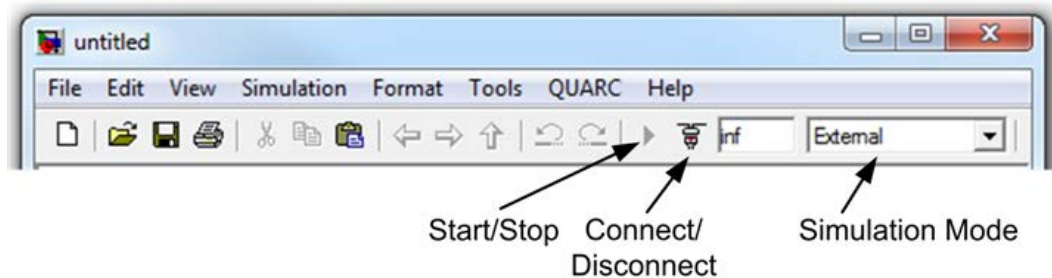 untitled
File Edit View Simulation Format Tools QUARC Help
inf External
Start/Stop Connect/ Simulation Mode
Disconnect